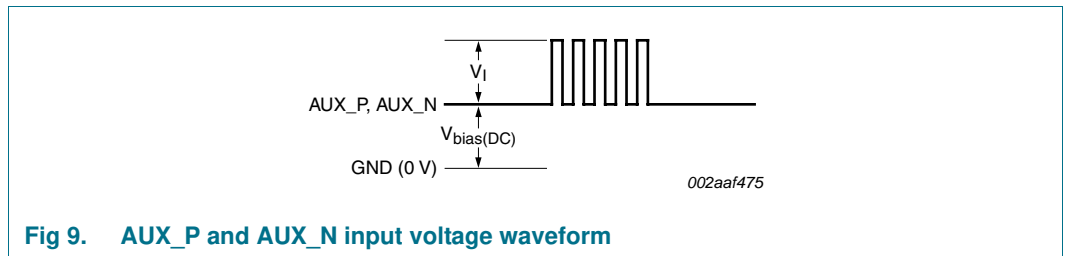 V_I
AUX_P, AUX_N
V_bias(DC)
GND (0 V)
002aaf475
Fig 9. AUX_P and AUX_N input voltage waveform